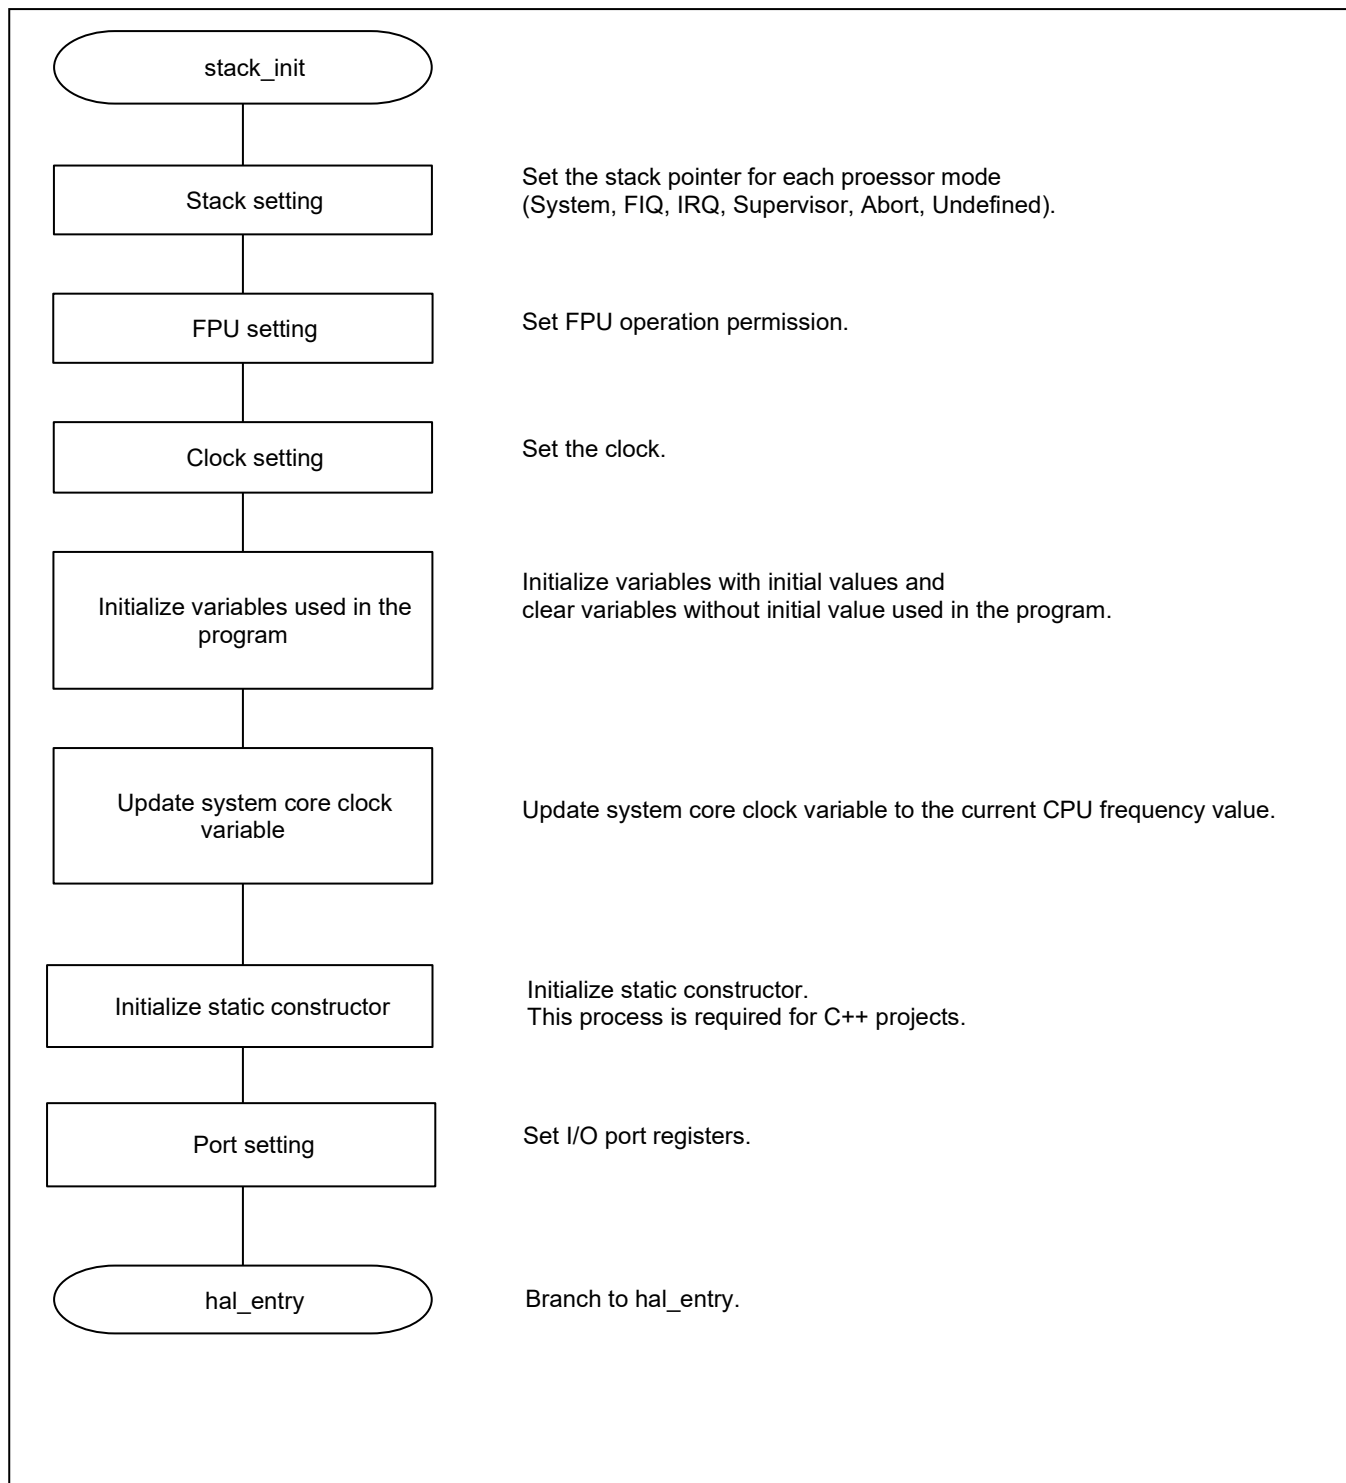 stack_init
Stack setting
Set the stack pointer for each proessor mode
(System, FIQ, IRQ, Supervisor, Abort, Undefined).
FPU setting
Set FPU operation permission.
Clock setting
Set the clock.
Initialize variables used in the
program
Initialize variables with initial values and
clear variables without initial value used in the program.
Update system core clock
variable
Update system core clock variable to the current CPU frequency value.
Initialize static constructor
Initialize static constructor.
This process is required for C++ projects.
Port setting
Set I/O port registers.
hal_entry
Branch to hal_entry.